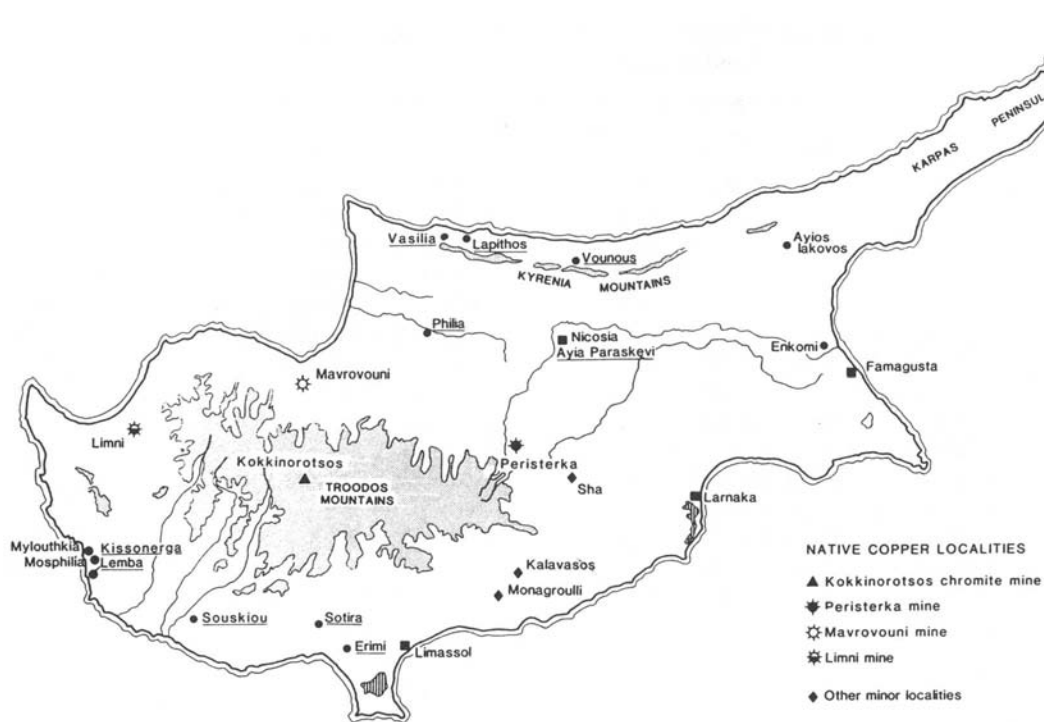 KARPAS
PENINSUL
Vasilia
Lapithos
Vounous
Ayios
Iakovos
KYRENIA
MOUNTAINS
Philia
Nicosia
Ayia Paraskevi
Enkomi
Famagusta
Mavrovouni
Limni
Kokkinorotsos
TROODOS
MOUNTAINS
Peristerka
Sha
Larnaka
Mylouthkia
Kissonerga
Mosphilia
Lemba
Kalavasos
Monagroulli
Souskiou
Sotira
Erimi
Limassol
NATIVE COPPER LOCALITIES
Kokkinorotsos chromite mine
Peristerka mine
Mavrovouni mine
Limni mine
Other minor localities